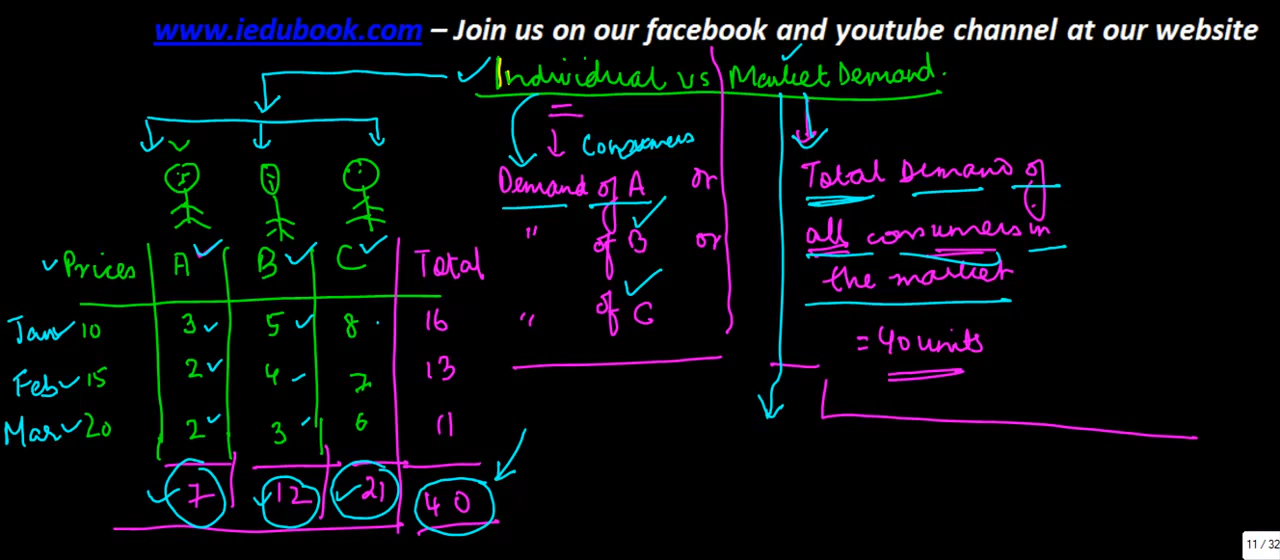 www.iedubook.com – Join us on our facebook and youtube channel at our website
Individual vs Market Demand.
Consumers
Demand of A or
" of B or
" of C
Total Demand of
all consumers in
the market
= 40 units
Prices A B C Total
Jan 10 3 5 8 16
Feb 15 2 4 7 13
Mar 20 2 3 6 11
7 12 21 40
11 / 32